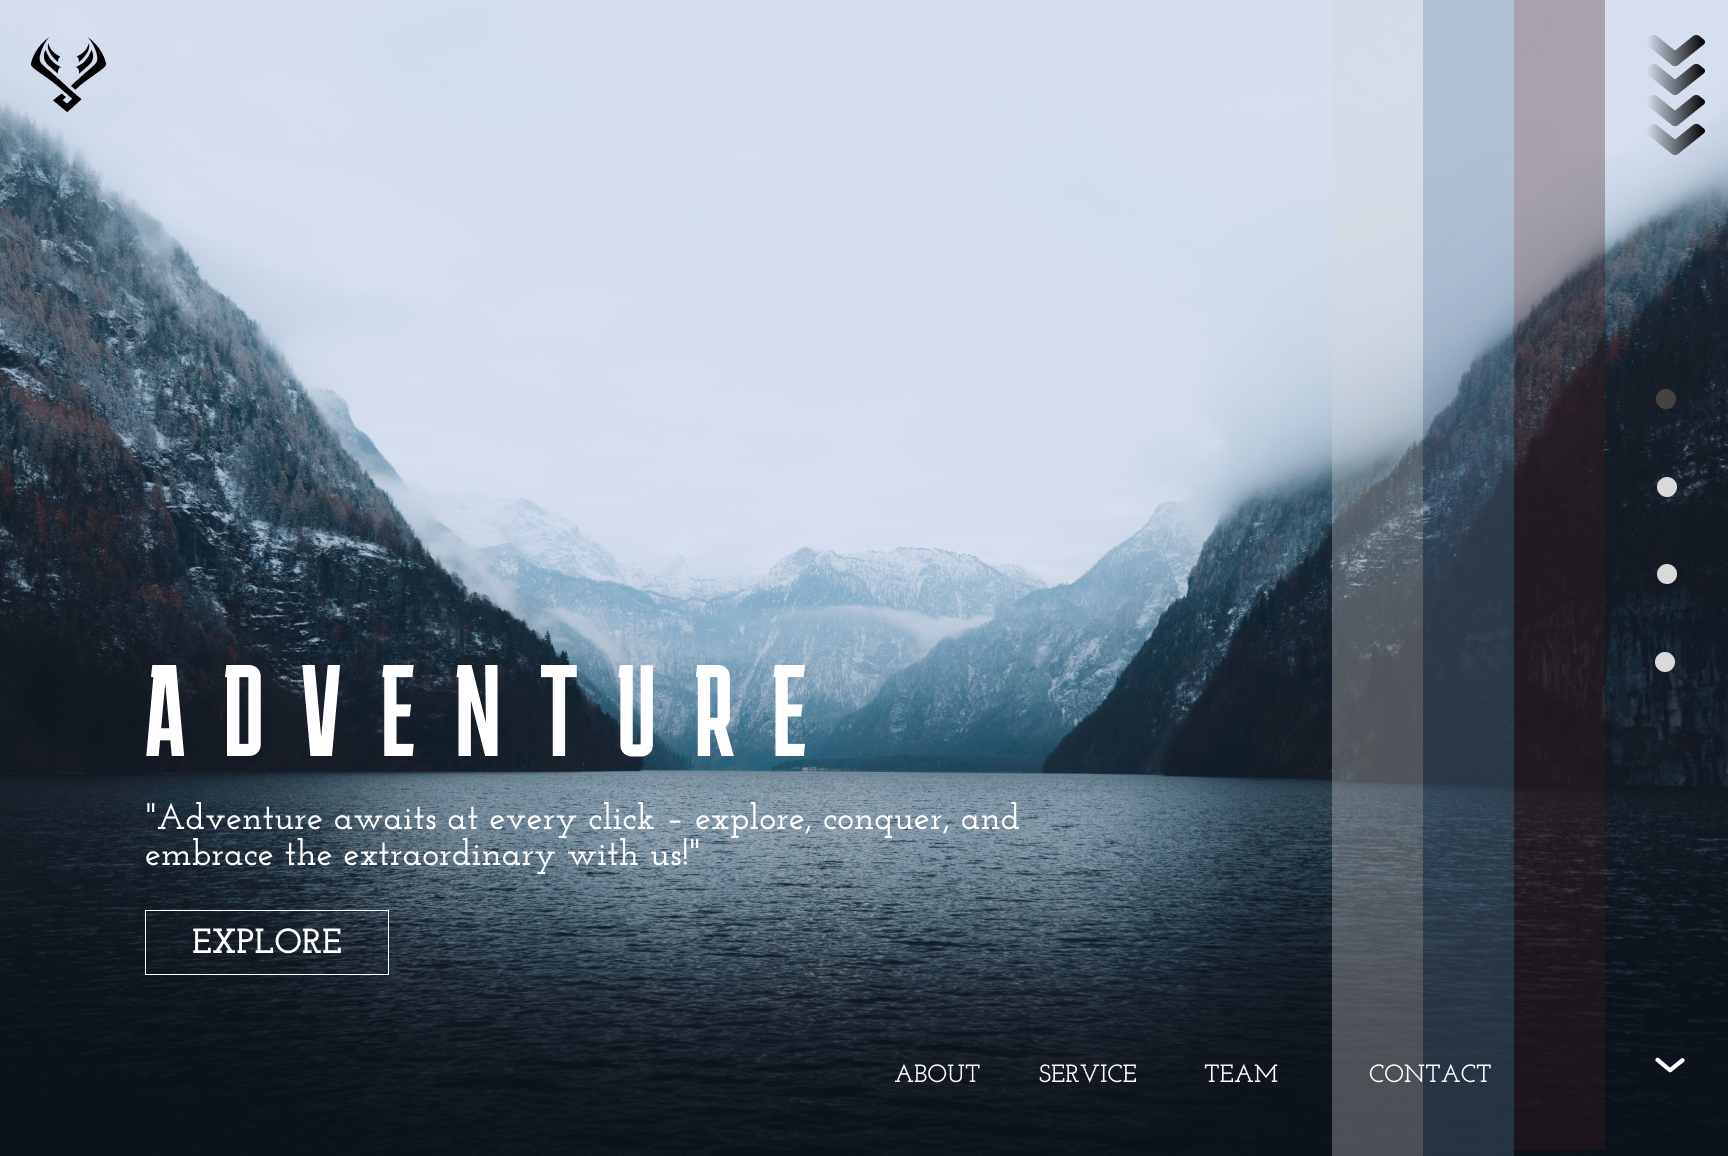 ADVENTURE
"Adventure awaits at every click – explore, conquer, and
embrace the extraordinary with us!"
EXPLORE
ABOUT SERVICE TEAM CONTACT